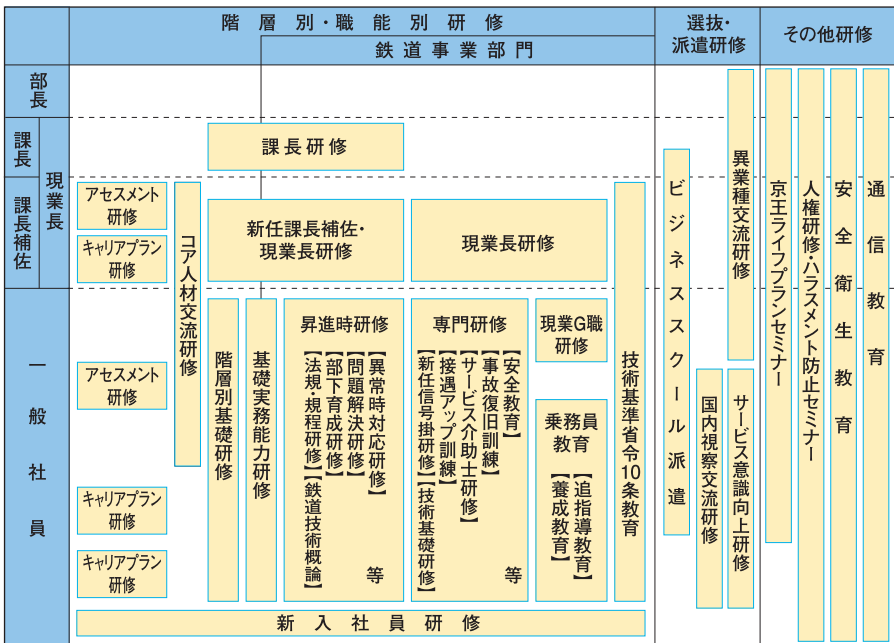 階層別・職能別研修
鉄道事業部門
選抜・
派遣研修
その他研修
部長
課長
課長補佐
現業長
一般社員
課長研修
アセスメント
研修
キャリアプラン
研修
コア人材交流研修
新任課長補佐・
現業長研修
現業長研修
アセスメント
研修
キャリアプラン
研修
キャリアプラン
研修
階層別基礎研修
基礎実務能力研修
昇進時研修
【異常時対応研修】
【問題解決研修】
【部下育成研修】
【法規・規程研修】【鉄道技術概論】
等
専門研修
【安全教育】
【事故復旧訓練】
【サービス介助士研修】
【接遇アップ訓練】
【新任信号掛研修】【技術基礎研修】
等
現業G職
研修
乗務員
教育
【追指導教育】
【養成教育】
技術基準省令10条教育
新入社員研修
ビジネススクール派遣
異業種交流研修
国内視察交流研修
サービス意識向上研修
京王ライフプランセミナー
人権研修・ハラスメント防止セミナー
安全衛生教育
通信教育